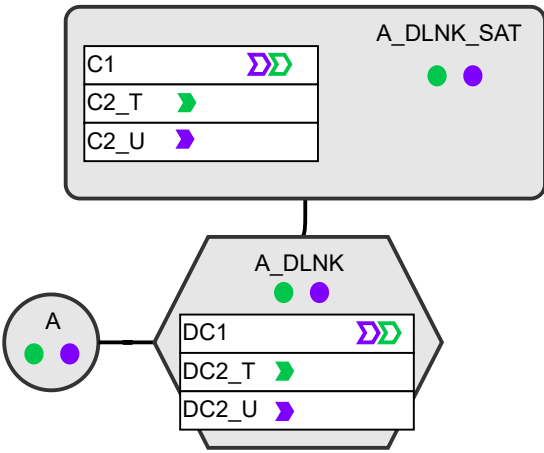 A_DLNK_SAT
C1
C2_T
C2_U
A_DLNK
A
DC1
DC2_T
DC2_U